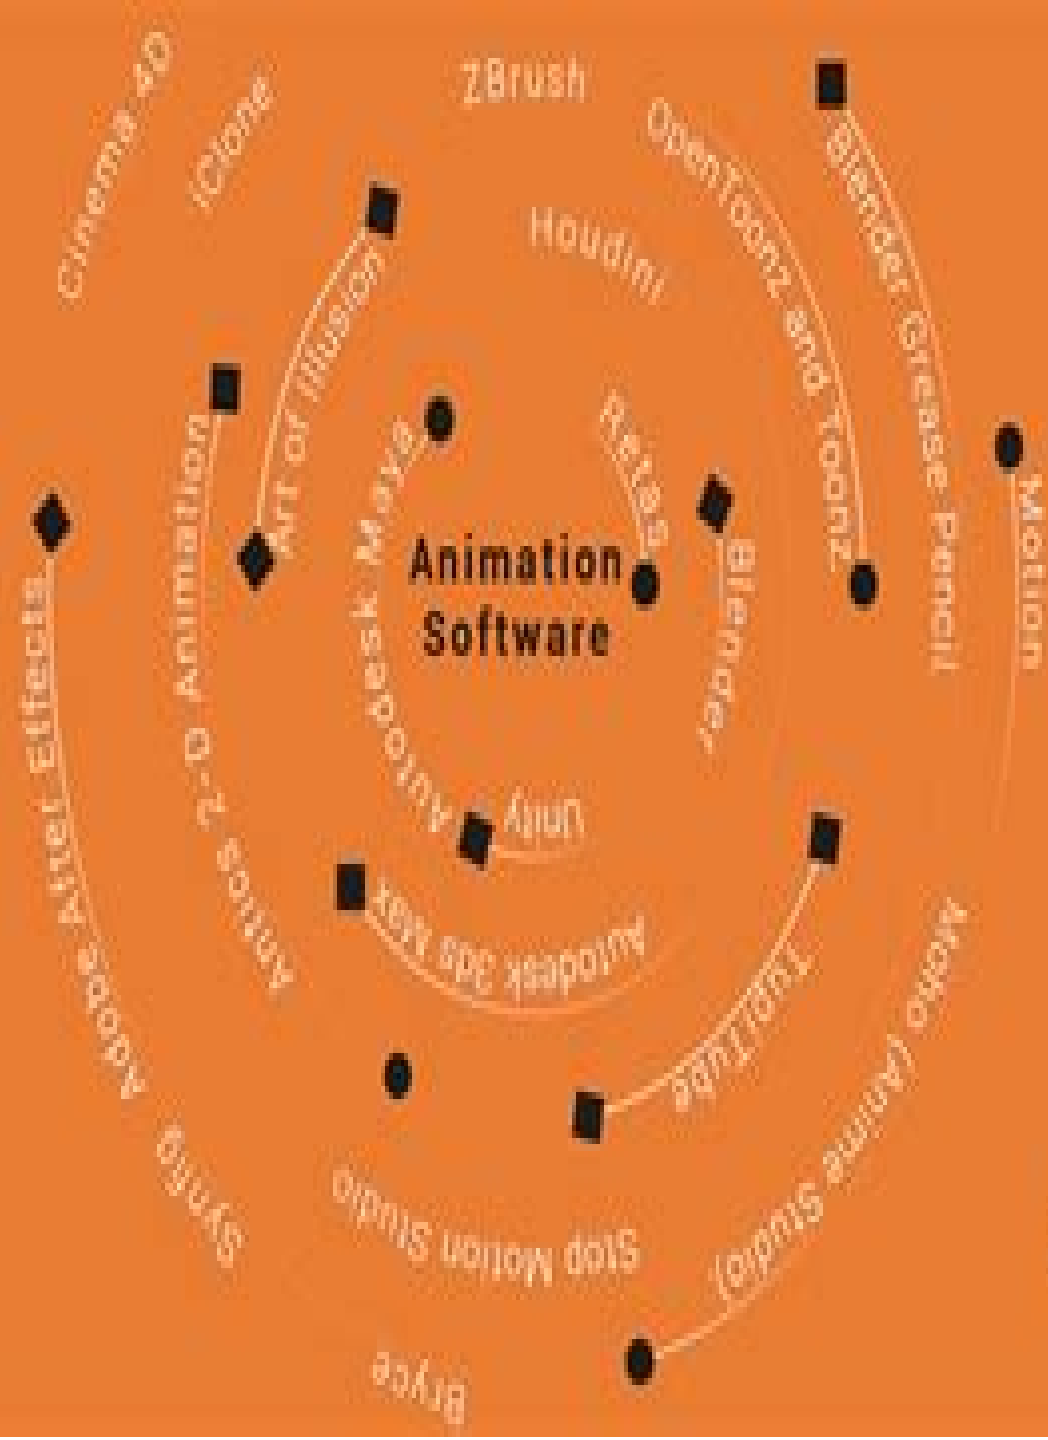 Cinema 4D
iClone
ZBrush
OpenToonz and Toonz
Blender Grease Pencil
Art of Illusion
Houdini
Antics 2-D Animation
Autodesk Maya
Retas
Animation
Software
Blender
Motion
Adobe After Effects
Unity
Autodesk 3ds Max
TupiTube
Moho (Anime Studio)
Synfig
Stop Motion Studio
Bryce